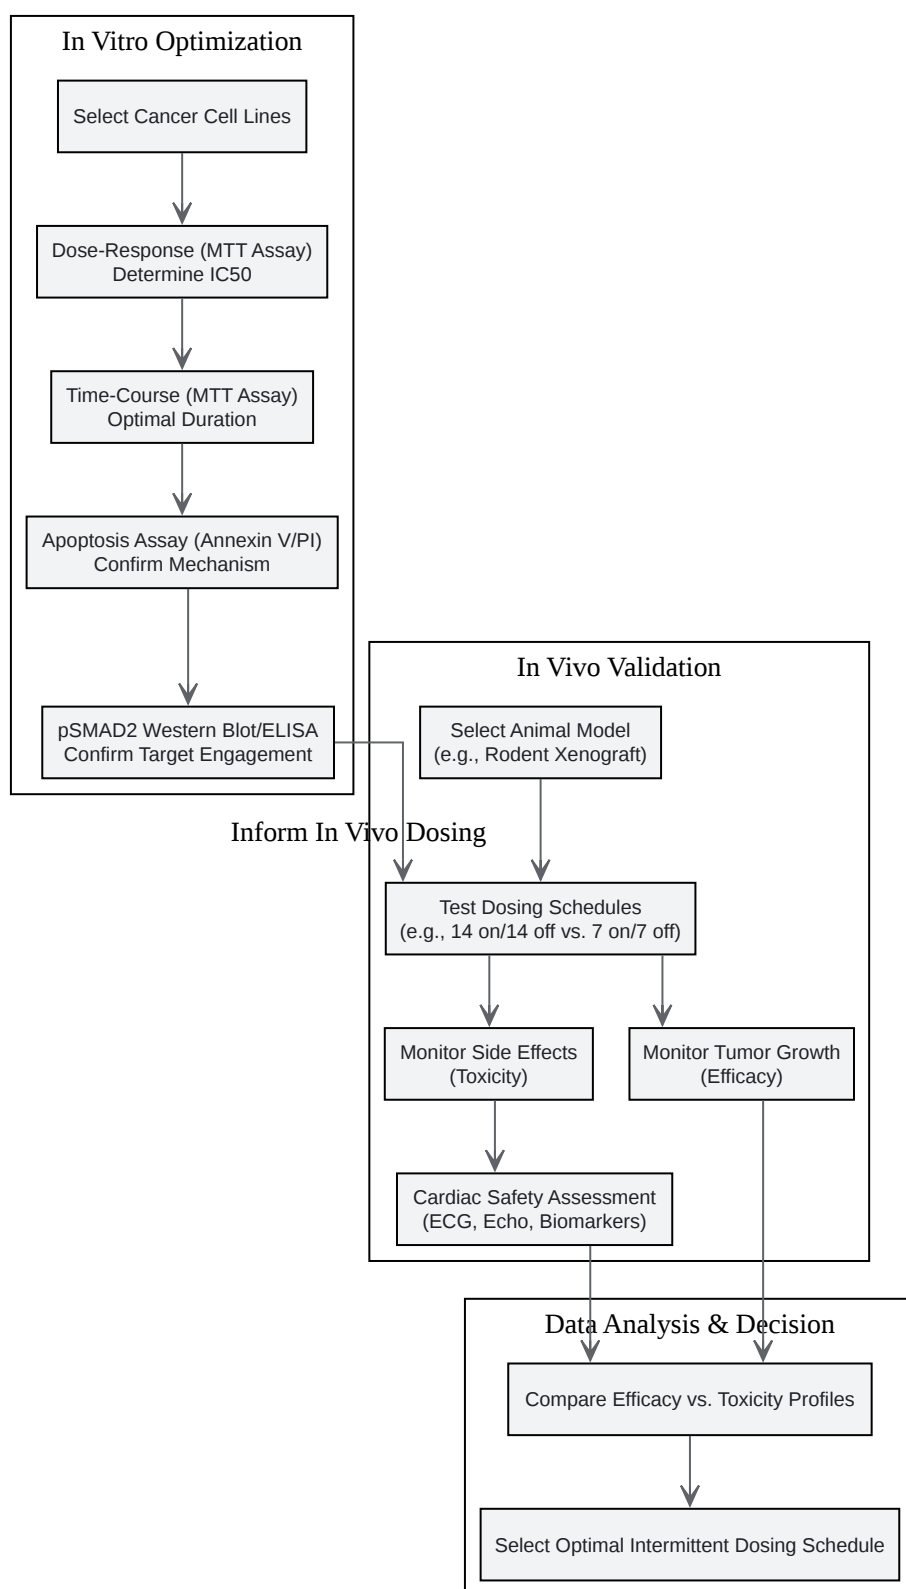 In Vitro Optimization
Select Cancer Cell Lines
Dose-Response (MTT Assay)
Determine IC50
Time-Course (MTT Assay)
Optimal Duration
Apoptosis Assay (Annexin V/PI)
Confirm Mechanism
pSMAD2 Western Blot/ELISA
Confirm Target Engagement
Inform In Vivo Dosing
In Vivo Validation
Select Animal Model
(e.g., Rodent Xenograft)
Test Dosing Schedules
(e.g., 14 on/14 off vs. 7 on/7 off)
Monitor Side Effects
(Toxicity)
Monitor Tumor Growth
(Efficacy)
Cardiac Safety Assessment
(ECG, Echo, Biomarkers)
Data Analysis & Decision
Compare Efficacy vs. Toxicity Profiles
Select Optimal Intermittent Dosing Schedule